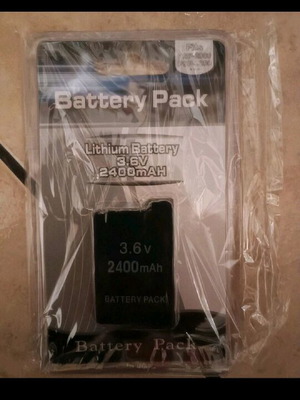 Battery Pack
Lithium Battery
3.6V
2400mAH
3.6v
2400mAh
BATTERY PACK
Battery Pack